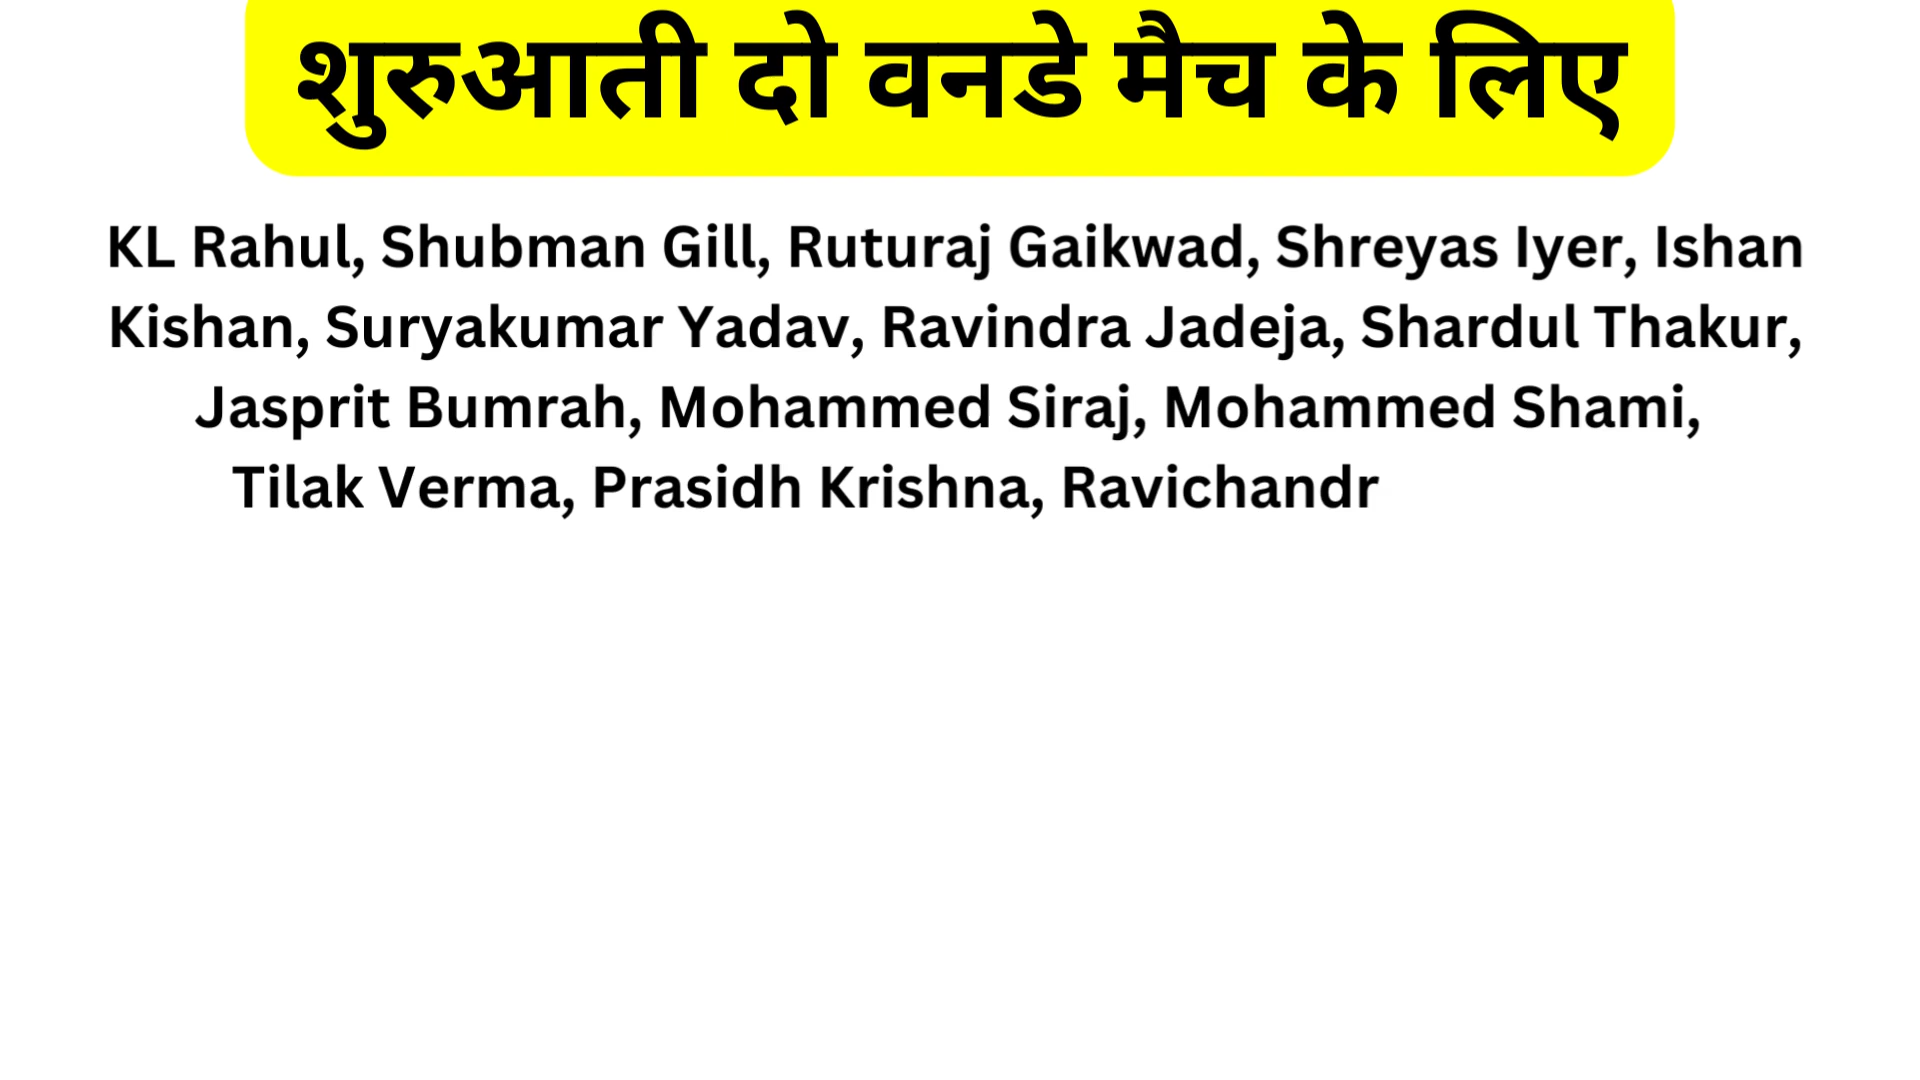 शुरुआती दो वनडे मैच के लिए
KL Rahul, Shubman Gill, Ruturaj Gaikwad, Shreyas Iyer, Ishan
Kishan, Suryakumar Yadav, Ravindra Jadeja, Shardul Thakur,
Jasprit Bumrah, Mohammed Siraj, Mohammed Shami,
Tilak Verma, Prasidh Krishna, Ravichandr